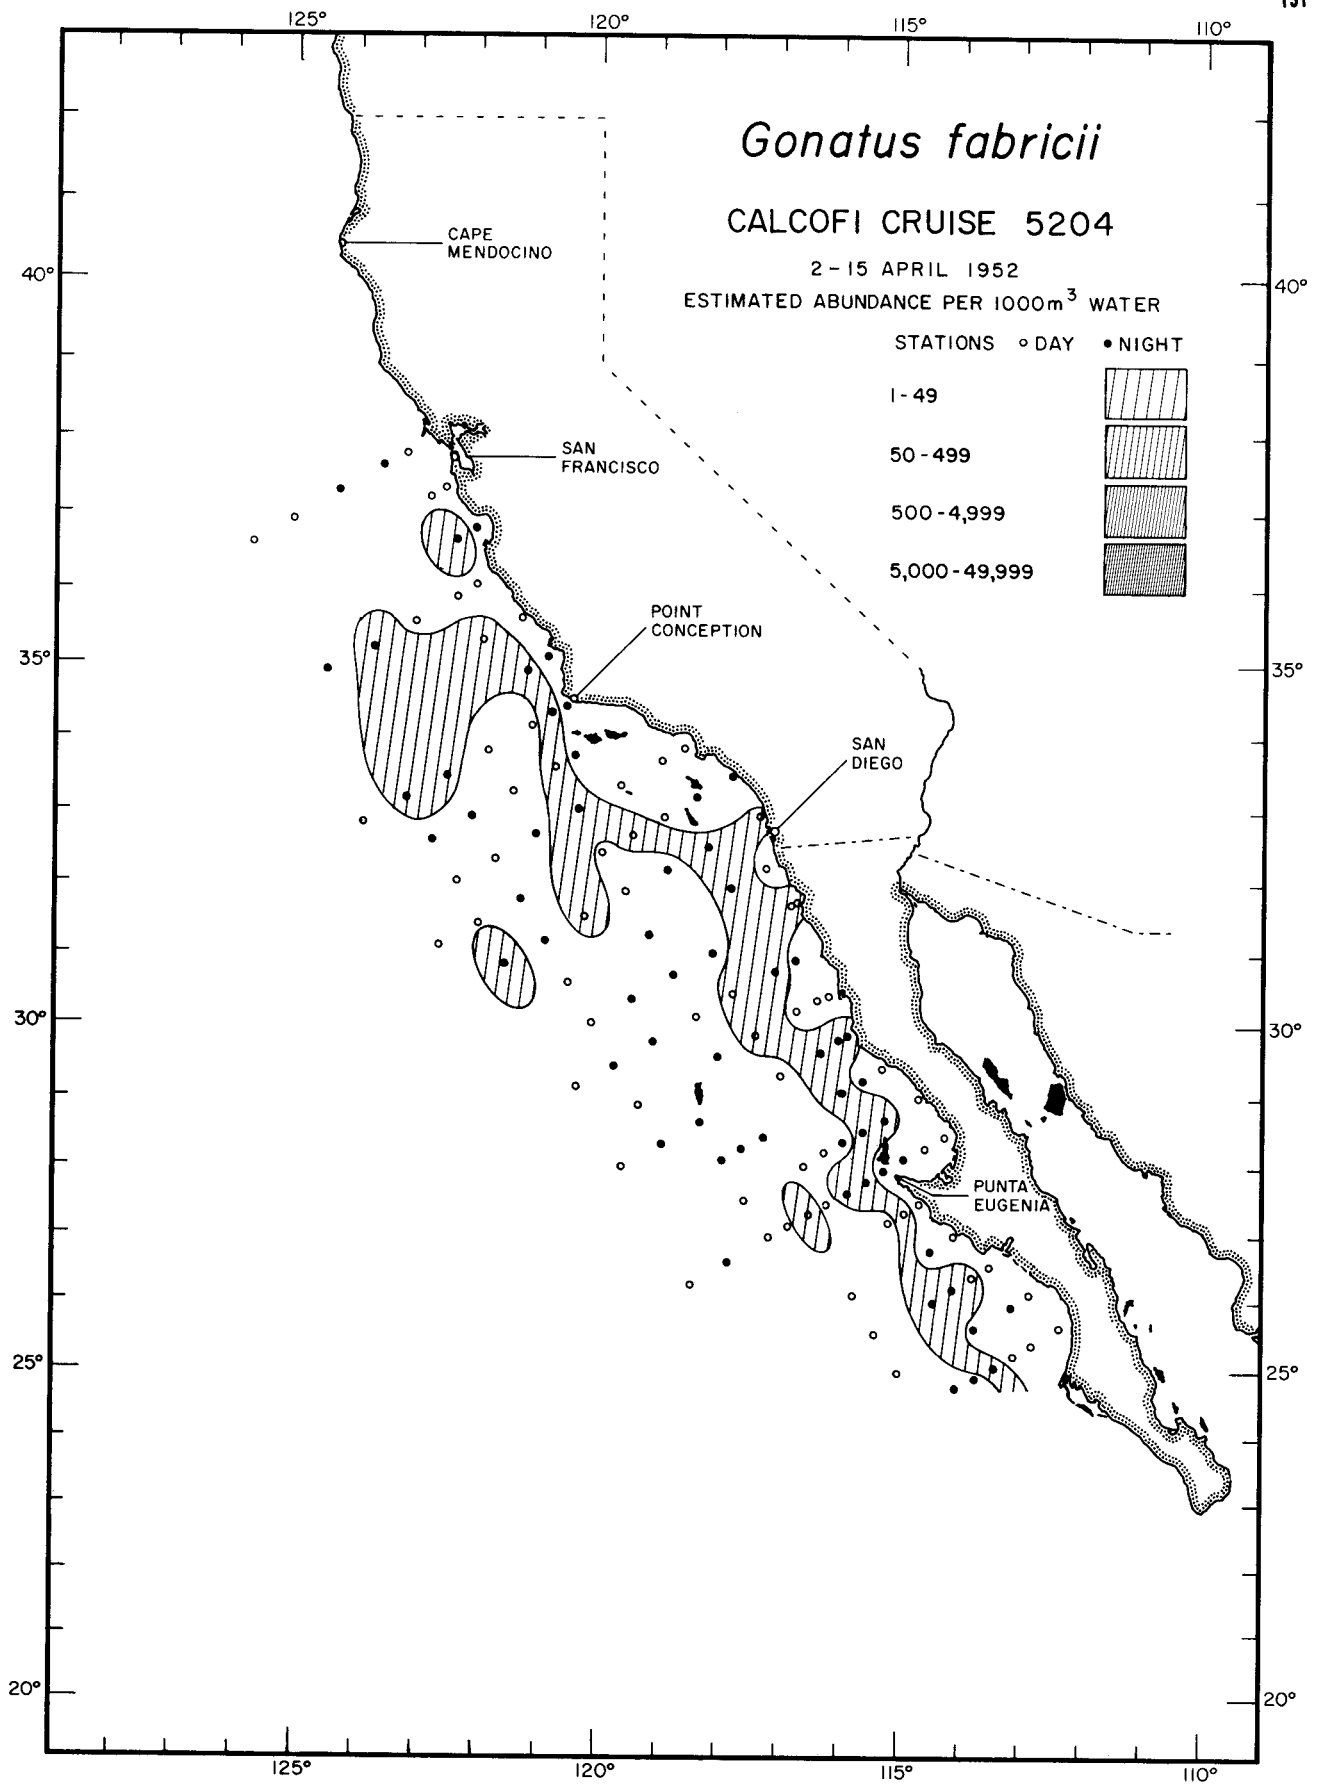 125° 120° 115° 110°
Gonatus fabricii
CALCOFI CRUISE 5204
2-15 APRIL 1952
ESTIMATED ABUNDANCE PER 1000m³ WATER
STATIONS ○ DAY ● NIGHT
1-49
50-499
500-4,999
5,000-49,999
CAPE
MENDOCINO
40° 40°
SAN
FRANCISCO
POINT
CONCEPTION
35° 35°
SAN
DIEGO
30° 30°
PUNTA
EUGENIA
25° 25°
20° 20°
125° 120° 115° 110°